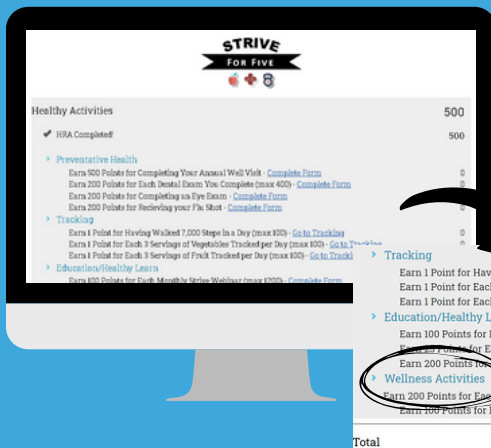 STRIVE
FOR FIVE
Healthy Activities 500
HRA Completed! 500
Preventative Health
Earn 500 Points for Completing Your Annual Well Visit - Complete Form 0
Earn 200 Points for Each Dental Exam You Complete (max 400) - Complete Form 0
Earn 200 Points for Completing an Eye Exam - Complete Form 0
Earn 200 Points for Recieving your Flu Shot - Complete Form 0
Tracking
Earn 1 Point for Having Walked 7,000 Steps in a Day (max 100) - Go to Tracking 0
Earn 1 Point for Each 3 Servings of Vegetables Tracked per Day (max 100) - Go to Tracking 0
Earn 1 Point for Each 3 Servings of Fruit Tracked per Day (max 100) - Go to Tracki
Education/Healthy Learn
Earn 100 Points for Each Monthly Strive Webinar (max 1200) - Complete Form
Tracking
Earn 1 Point for Hav
Earn 1 Point for Eacl
Earn 1 Point for Eacl
Education/Healthy L
Earn 100 Points for
Earn 25 Points for E
Earn 200 Points for
Wellness Activities
Earn 200 Points for Eac
Earn 100 Points for
Total